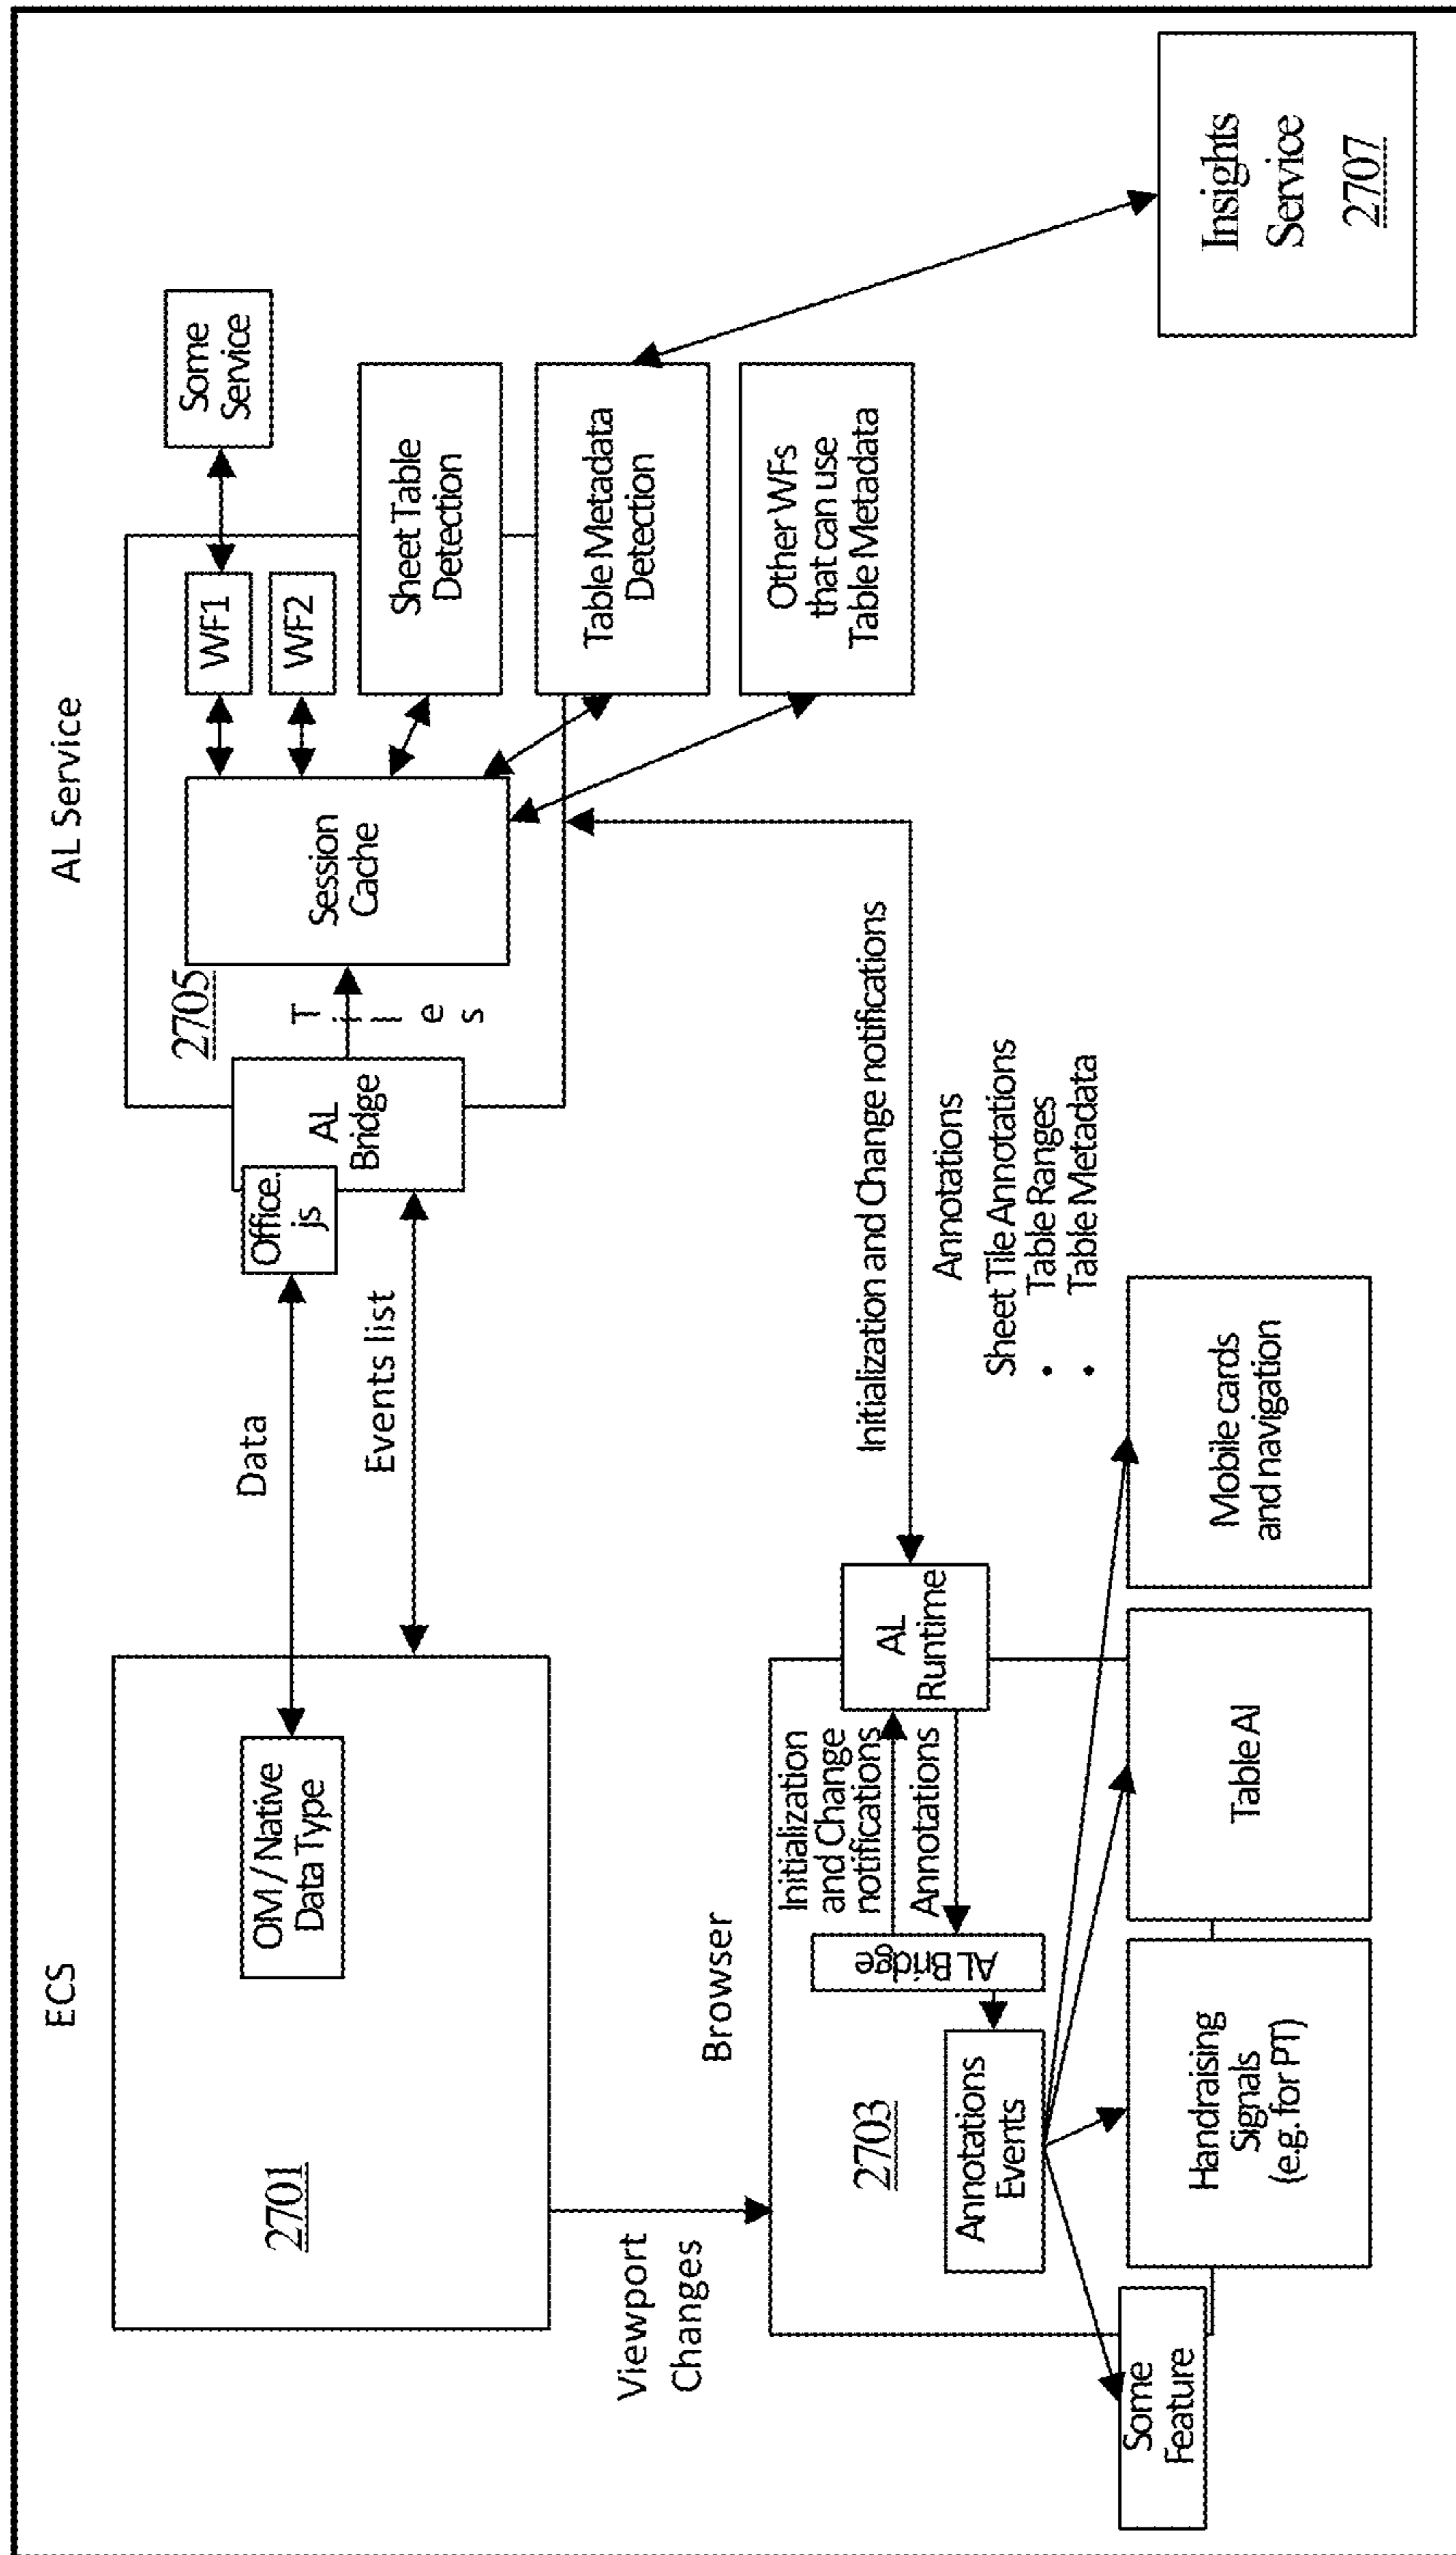 ECS
2701
OM / Native
Data Type
Data
Events list
AL Service
2705
Office.
js
AL
Bridge
Tiles
Session
Cache
WF1
WF2
Some
Service
Sheet Table
Detection
Table Metadata
Detection
Other WFs
that can use
Table Metadata
Insights
Service
2707
Viewport
Changes
Browser
2703
Initialization
and Change
notifications
Annotations
AL Bridge
AL
Runtime
Annotations
Events
Initialization and Change notifications
Annotations
Sheet Tile Annotations
• Table Ranges
• Table Metadata
Some
Feature
Handraising
Signals
(e.g. for PT)
Table AI
Mobile cards
and navigation